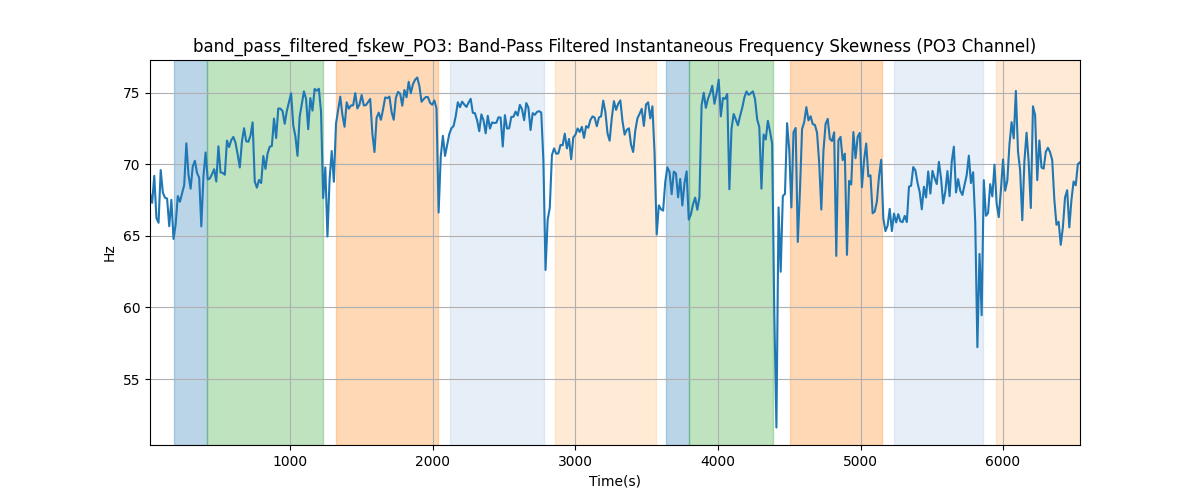 band_pass_filtered_fskew_PO3: Band-Pass Filtered Instantaneous Frequency Skewness (PO3 Channel)
75
70
65
60
55
Hz
1000 2000 3000 4000 5000 6000
Time(s)